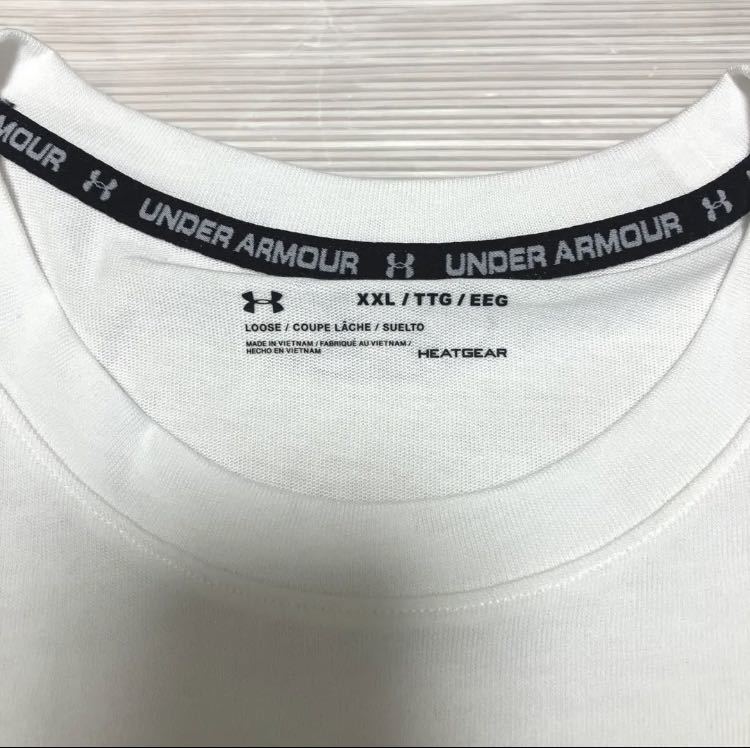 MOUR UNDER ARMOUR UNDER ARMOUR
XXL / TTG / EEG
LOOSE / COUPE LÂCHE / SUELTO
MADE IN VIETNAM / FABRIQUÉ AU VIETNAM /
HECHO EN VIETNAM
HEATGEAR